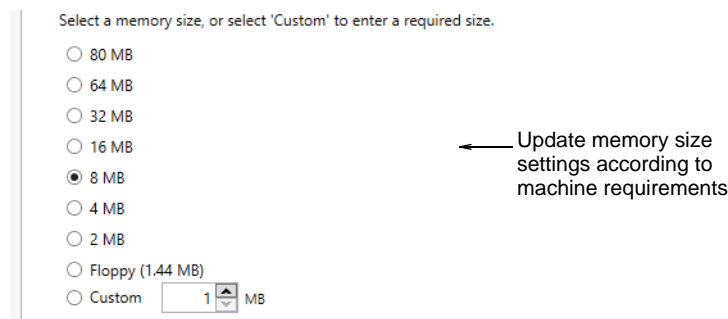 Select a memory size, or select 'Custom' to enter a required size.
80 MB
64 MB
32 MB
16 MB
8 MB
4 MB
2 MB
Floppy (1.44 MB)
Custom 1 MB
Update memory size
settings according to
machine requirements